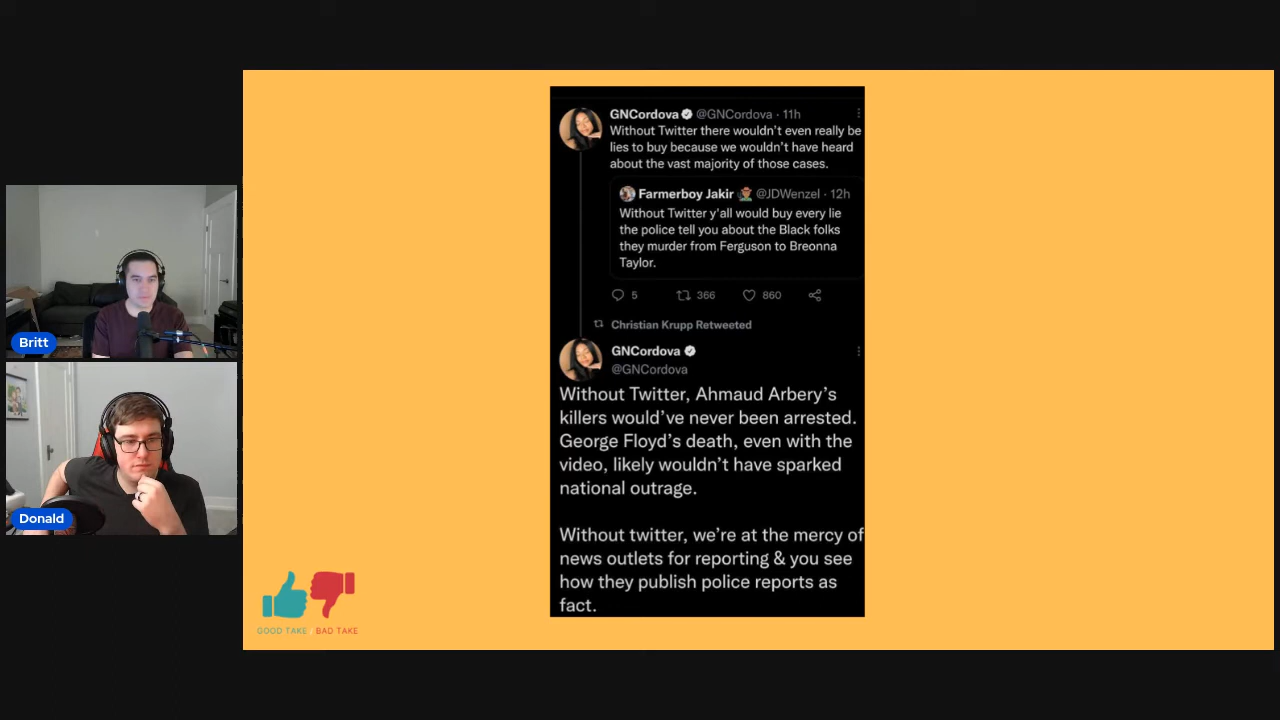 GNCordova @GNCordova · 11h
Without Twitter there wouldn't even really be
lies to buy because we wouldn't have heard
about the vast majority of those cases.
Farmerboy Jakir @JDWenzel · 12h
Without Twitter y'all would buy every lie
the police tell you about the Black folks
they murder from Ferguson to Breonna
Taylor.
5 366 860
Christian Krupp Retweeted
GNCordova
@GNCordova
Without Twitter, Ahmaud Arbery's
killers would've never been arrested.
George Floyd's death, even with the
video, likely wouldn't have sparked
national outrage.
Without twitter, we're at the mercy of
news outlets for reporting & you see
how they publish police reports as
fact.
Britt
Donald
GOOD TAKE / BAD TAKE